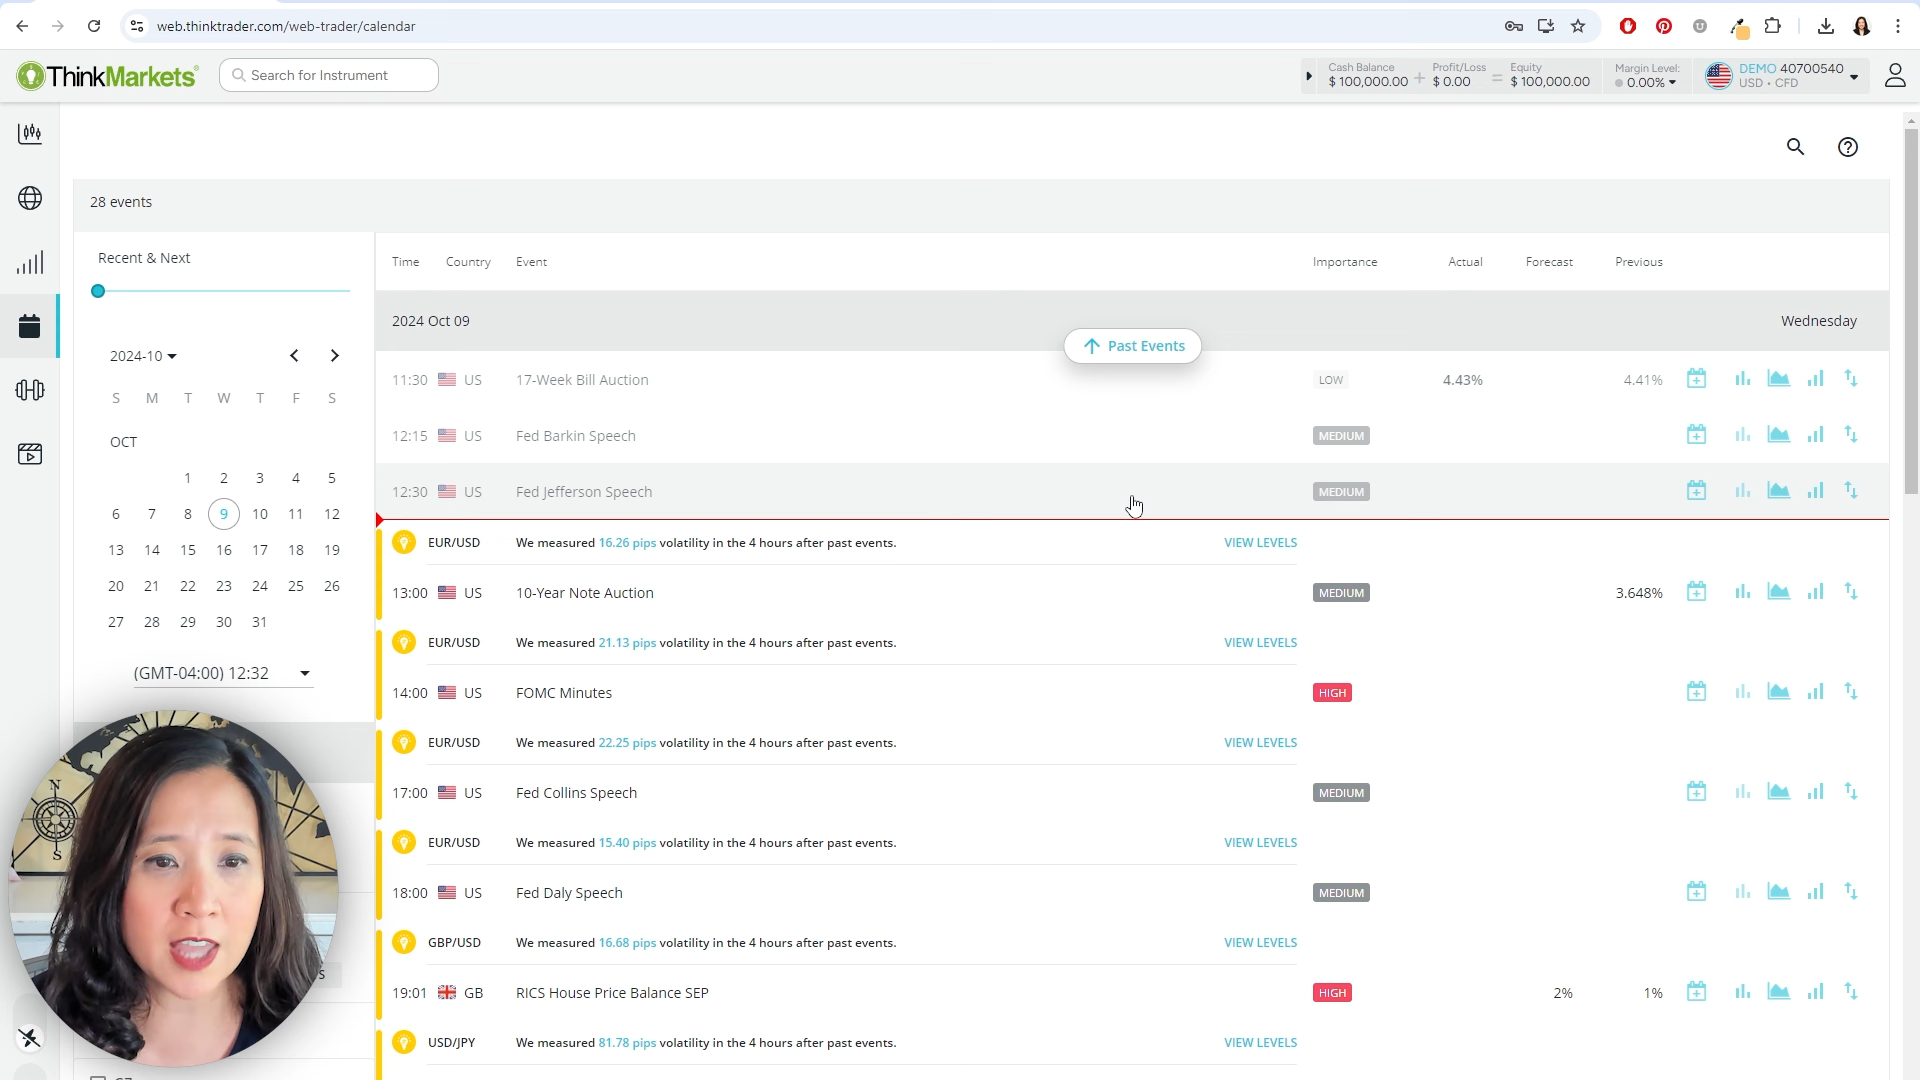 web.thinktrader.com/web-trader/calendar
ThinkMarkets
Search for Instrument
Cash Balance
$ 100,000.00
Profit/Loss
$ 0.00
Equity
$ 100,000.00
Margin Level:
0.00%
DEMO 40700540
USD • CFD
28 events
Recent & Next
2024-10
S M T W T F S
OCT
1 2 3 4 5
6 7 8 9 10 11 12
13 14 15 16 17 18 19
20 21 22 23 24 25 26
27 28 29 30 31
(GMT-04:00) 12:32
N
S
s
Time Country Event Importance Actual Forecast Previous
2024 Oct 09 Wednesday
Past Events
11:30 US 17-Week Bill Auction LOW 4.43% 4.41%
12:15 US Fed Barkin Speech MEDIUM
12:30 US Fed Jefferson Speech MEDIUM
EUR/USD We measured 16.26 pips volatility in the 4 hours after past events. VIEW LEVELS
13:00 US 10-Year Note Auction MEDIUM 3.648%
EUR/USD We measured 21.13 pips volatility in the 4 hours after past events. VIEW LEVELS
14:00 US FOMC Minutes HIGH
EUR/USD We measured 22.25 pips volatility in the 4 hours after past events. VIEW LEVELS
17:00 US Fed Collins Speech MEDIUM
EUR/USD We measured 15.40 pips volatility in the 4 hours after past events. VIEW LEVELS
18:00 US Fed Daly Speech MEDIUM
GBP/USD We measured 16.68 pips volatility in the 4 hours after past events. VIEW LEVELS
19:01 GB RICS House Price Balance SEP HIGH 2% 1%
USD/JPY We measured 81.78 pips volatility in the 4 hours after past events. VIEW LEVELS